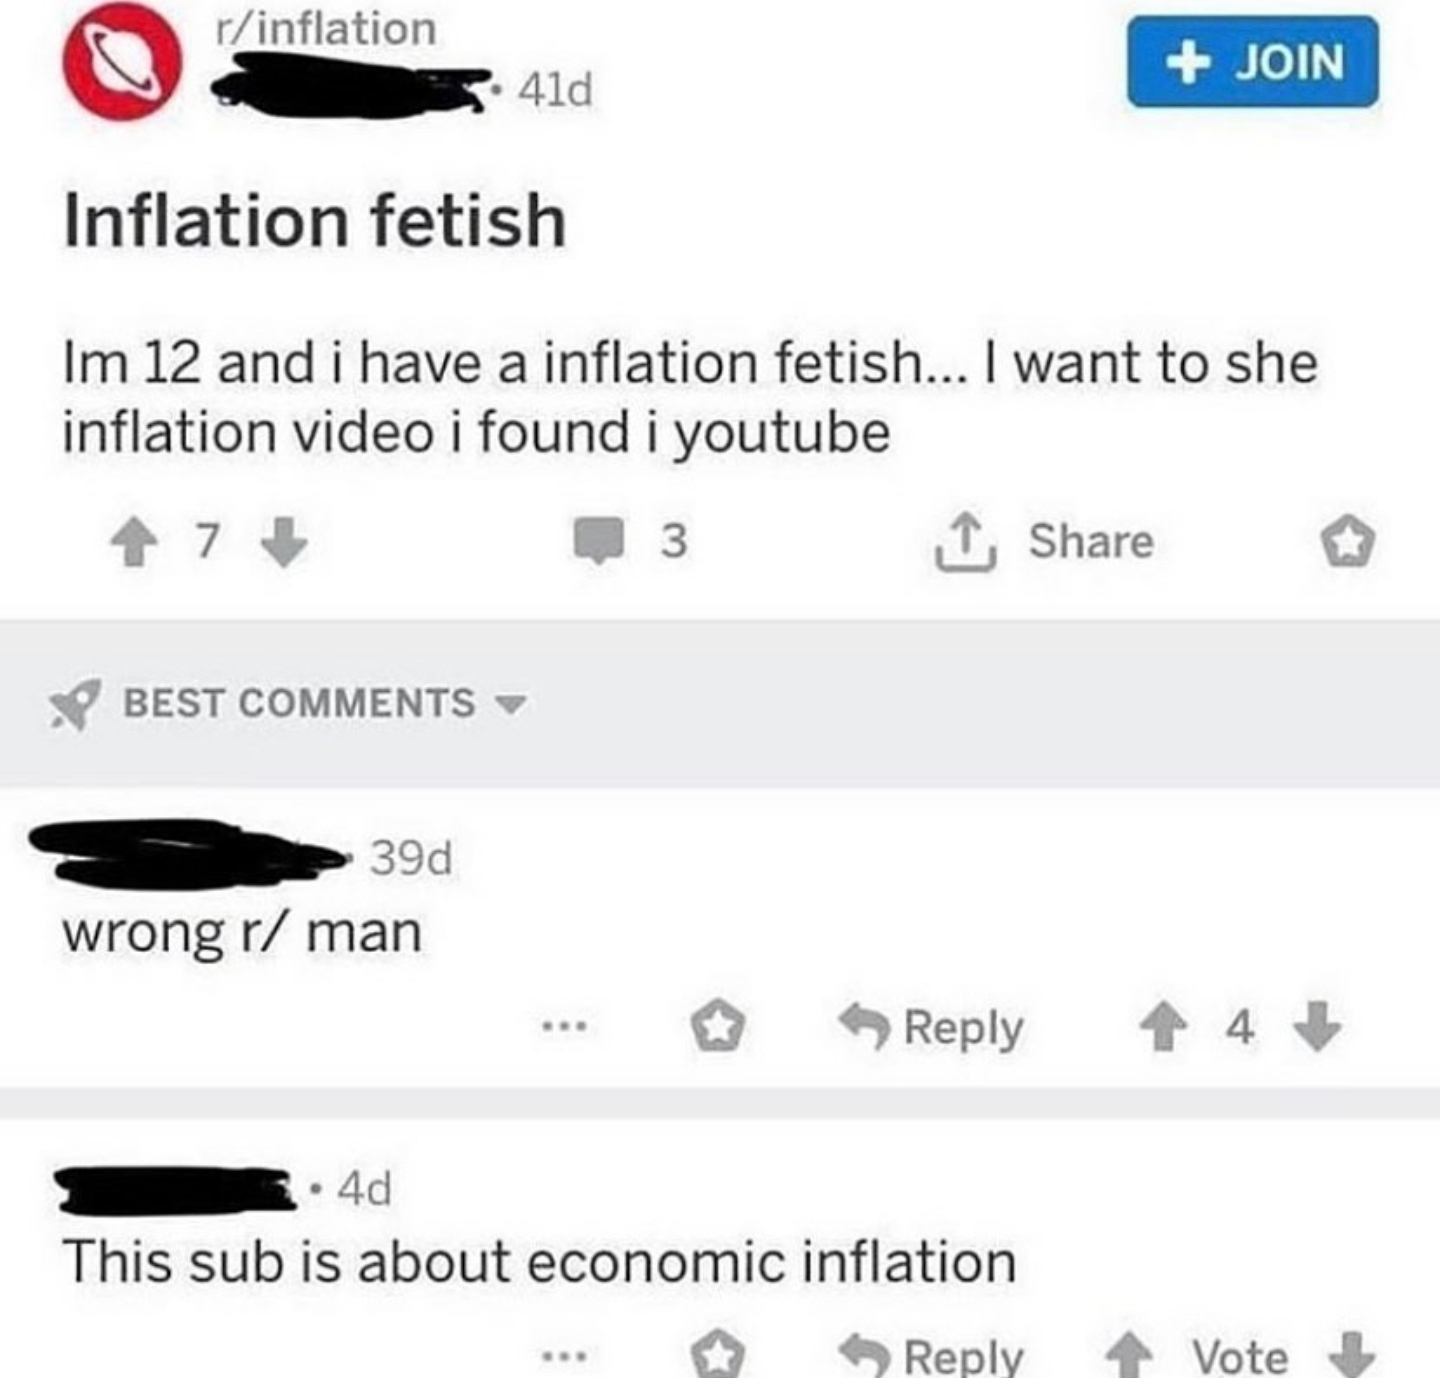 r/inflation
• 41d
+ JOIN
Inflation fetish
Im 12 and i have a inflation fetish... I want to she
inflation video i found i youtube
7
3
Share
BEST COMMENTS
• 39d
wrong r/ man
... Reply 4
• 4d
This sub is about economic inflation
... Reply Vote